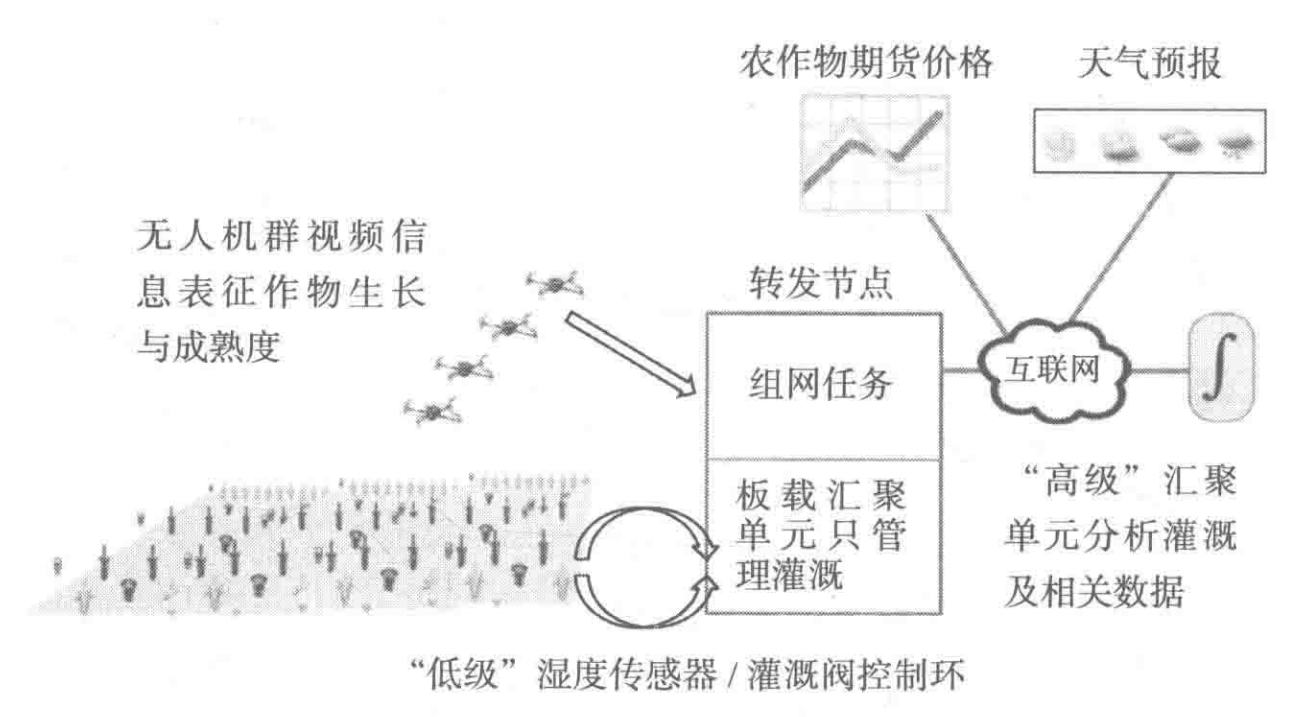 农作物期货价格
天气预报
无人机群视频信
息表征作物生长
与成熟度
转发节点
组网任务
互联网
∫
板载汇聚
单元只管
理灌溉
“高级”汇聚
单元分析灌溉
及相关数据
“低级”湿度传感器/灌溉阀控制环